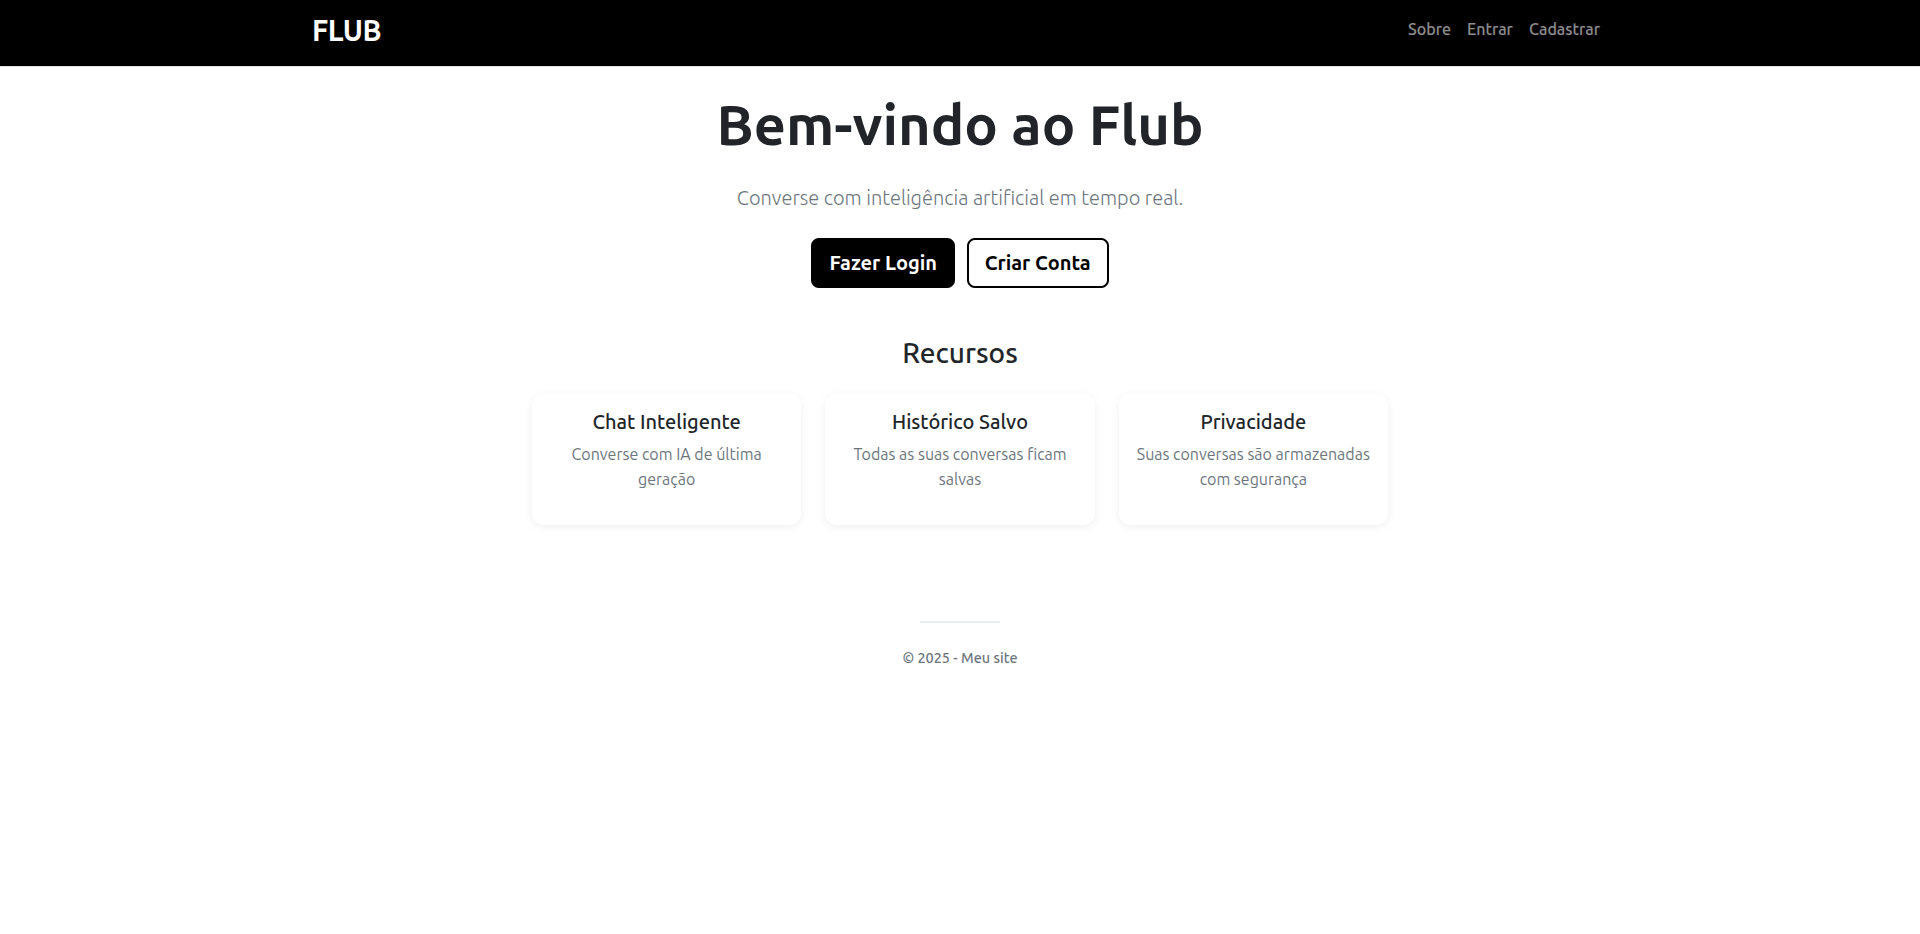 FLUB
Sobre Entrar Cadastrar
Bem-vindo ao Flub
Converse com inteligência artificial em tempo real.
Fazer Login Criar Conta
Recursos
Chat Inteligente
Converse com IA de última
geração
Histórico Salvo
Todas as suas conversas ficam
salvas
Privacidade
Suas conversas são armazenadas
com segurança
© 2025 - Meu site